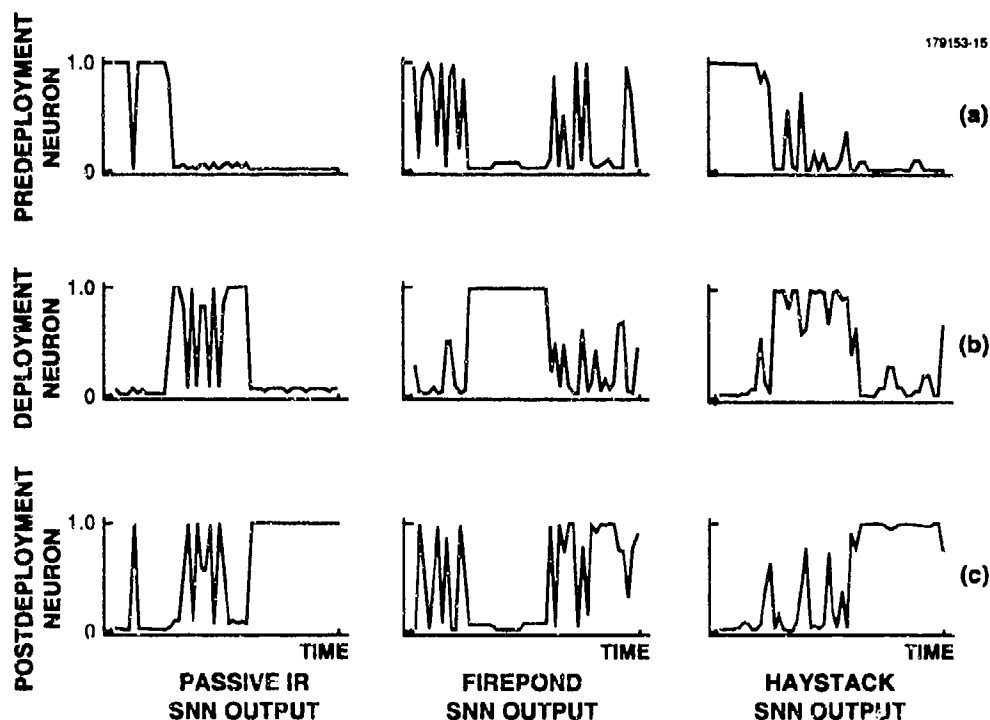 179153-15
PREDEPLOYMENT
NEURON
1.0
0
(a)
DEPLOYMENT
NEURON
1.0
0
(b)
POSTDEPLOYMENT
NEURON
1.0
0
(c)
TIME
TIME
PASSIVE IR
SNN OUTPUT
FIREPOND
SNN OUTPUT
HAYSTACK
SNN OUTPUT